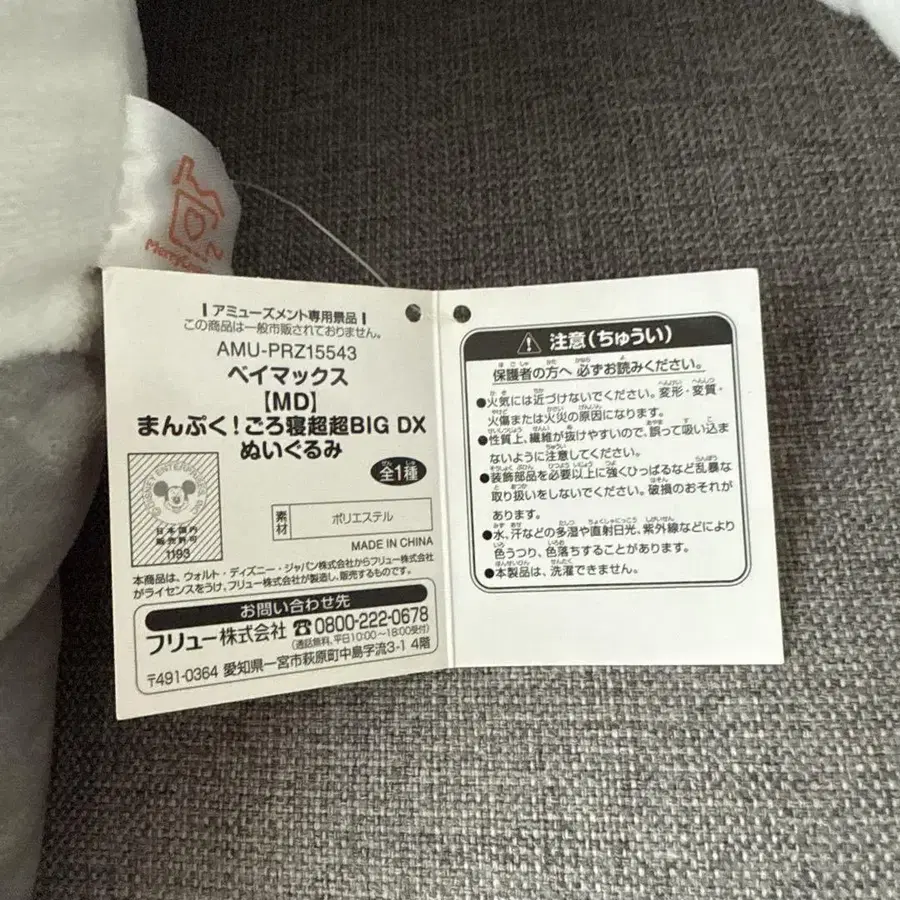 アミューズメント専用景品
この商品は一般市販されておりません。
AMU-PRZ15543
ベイマックス
【MD】
まんぷく！ごろ寝超超BIG DX
ぬいぐるみ
全1種
素材 ポリエステル
MADE IN CHINA
日本国内
販売許可
1193
本商品は、ウォルト・ディズニー・ジャパン株式会社からフリュー株式会社
がライセンスをうけ、フリュー株式会社が製造し、販売するものです。
お問い合わせ先
フリュー株式会社 ☎0800-222-0678
(通話無料、平日10:00～18:00受付)
〒491-0364 愛知県一宮市萩原町中島字流3-1 4階
注意(ちゅうい)
保護者の方へ 必ずお読みください。
●火気には近づけないでください。変形・変質・
火傷または火災の原因になります。
●性質上、繊維が抜けやすいので、誤って吸い込ま
ないように注意してください。
●装飾部品を必要以上に強くひっぱるなど乱暴な
取り扱いをしないでください。破損のおそれが
あります。
●水、汗などの多湿や直射日光、紫外線などにより
色うつり、色落ちすることがあります。
●本製品は、洗濯できません。